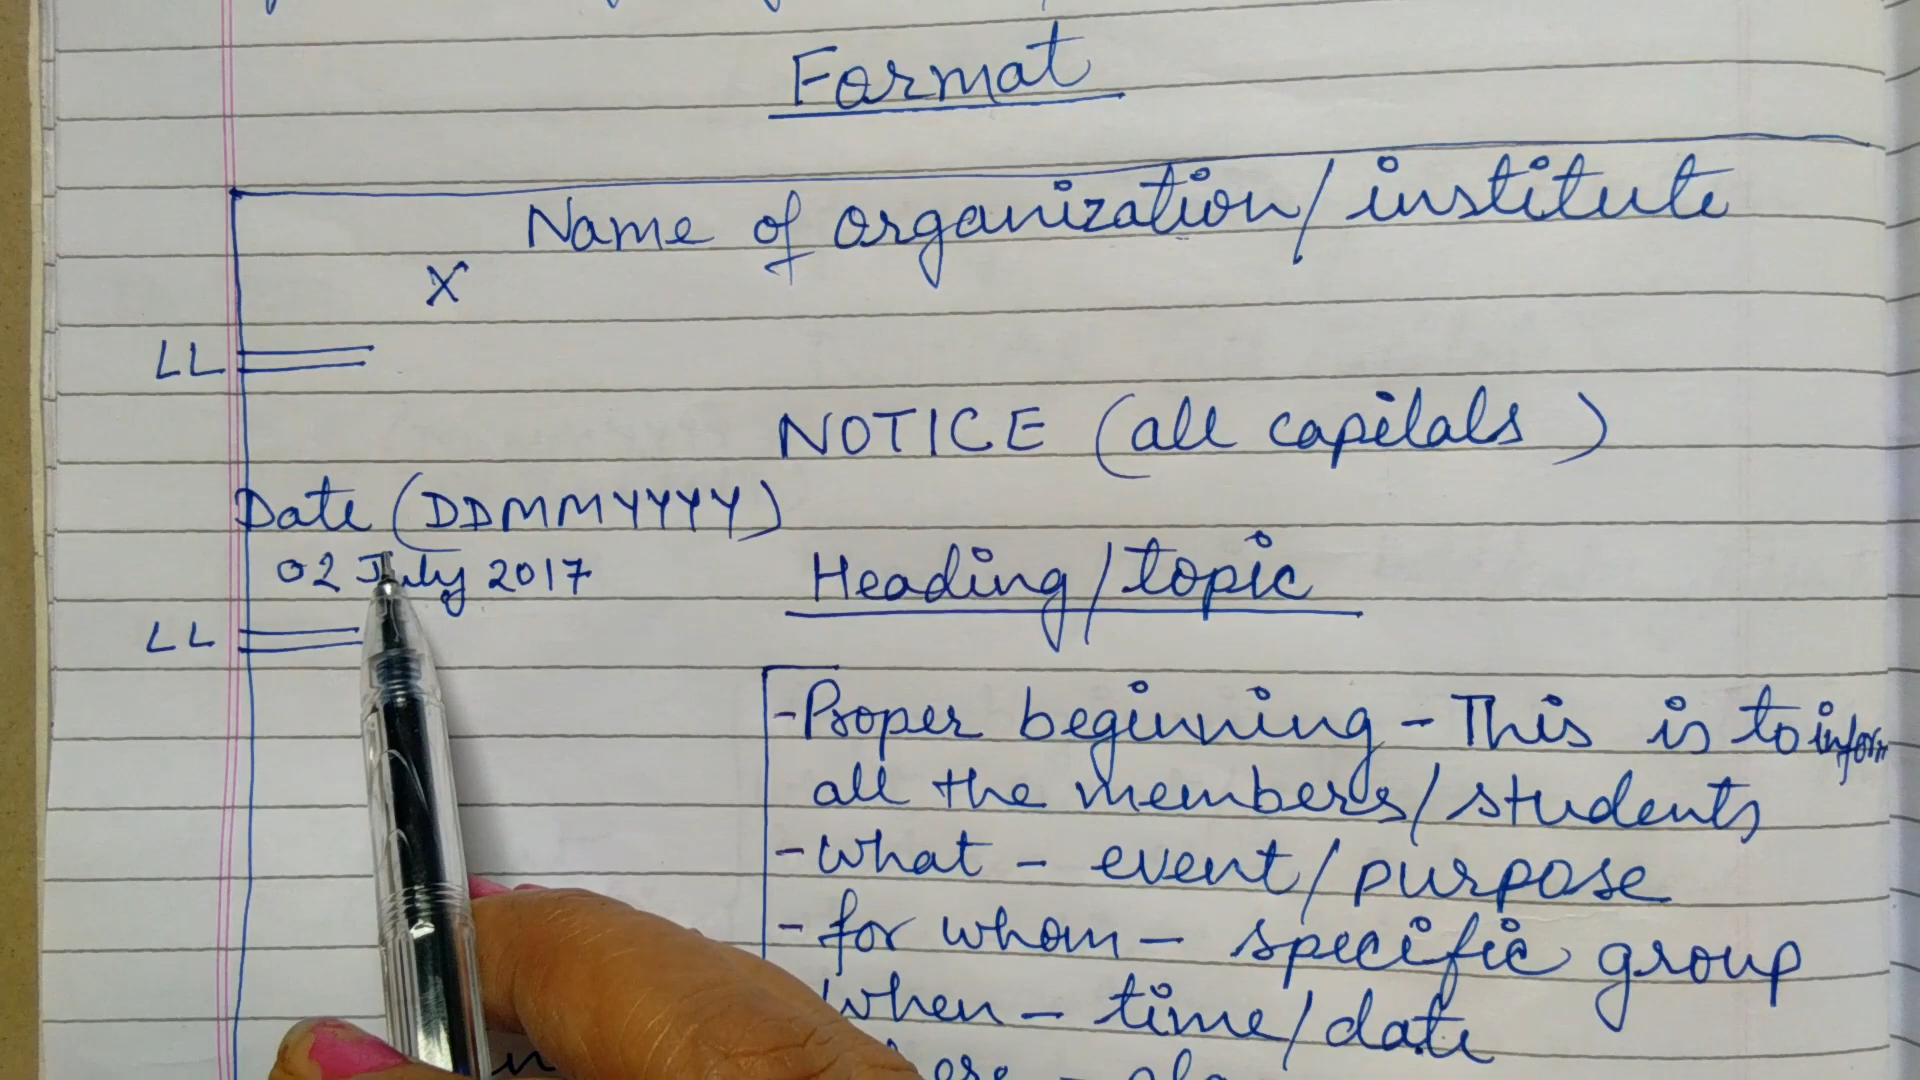 Format
Name of organization/institute
X
LL
NOTICE (all capitals)
Date (DDMMYYYY)
02 July 2017
Heading/topic
LL
- Proper beginning - This is to inform
all the members/students
- what - event/purpose
- for whom - specific group
when - time/date